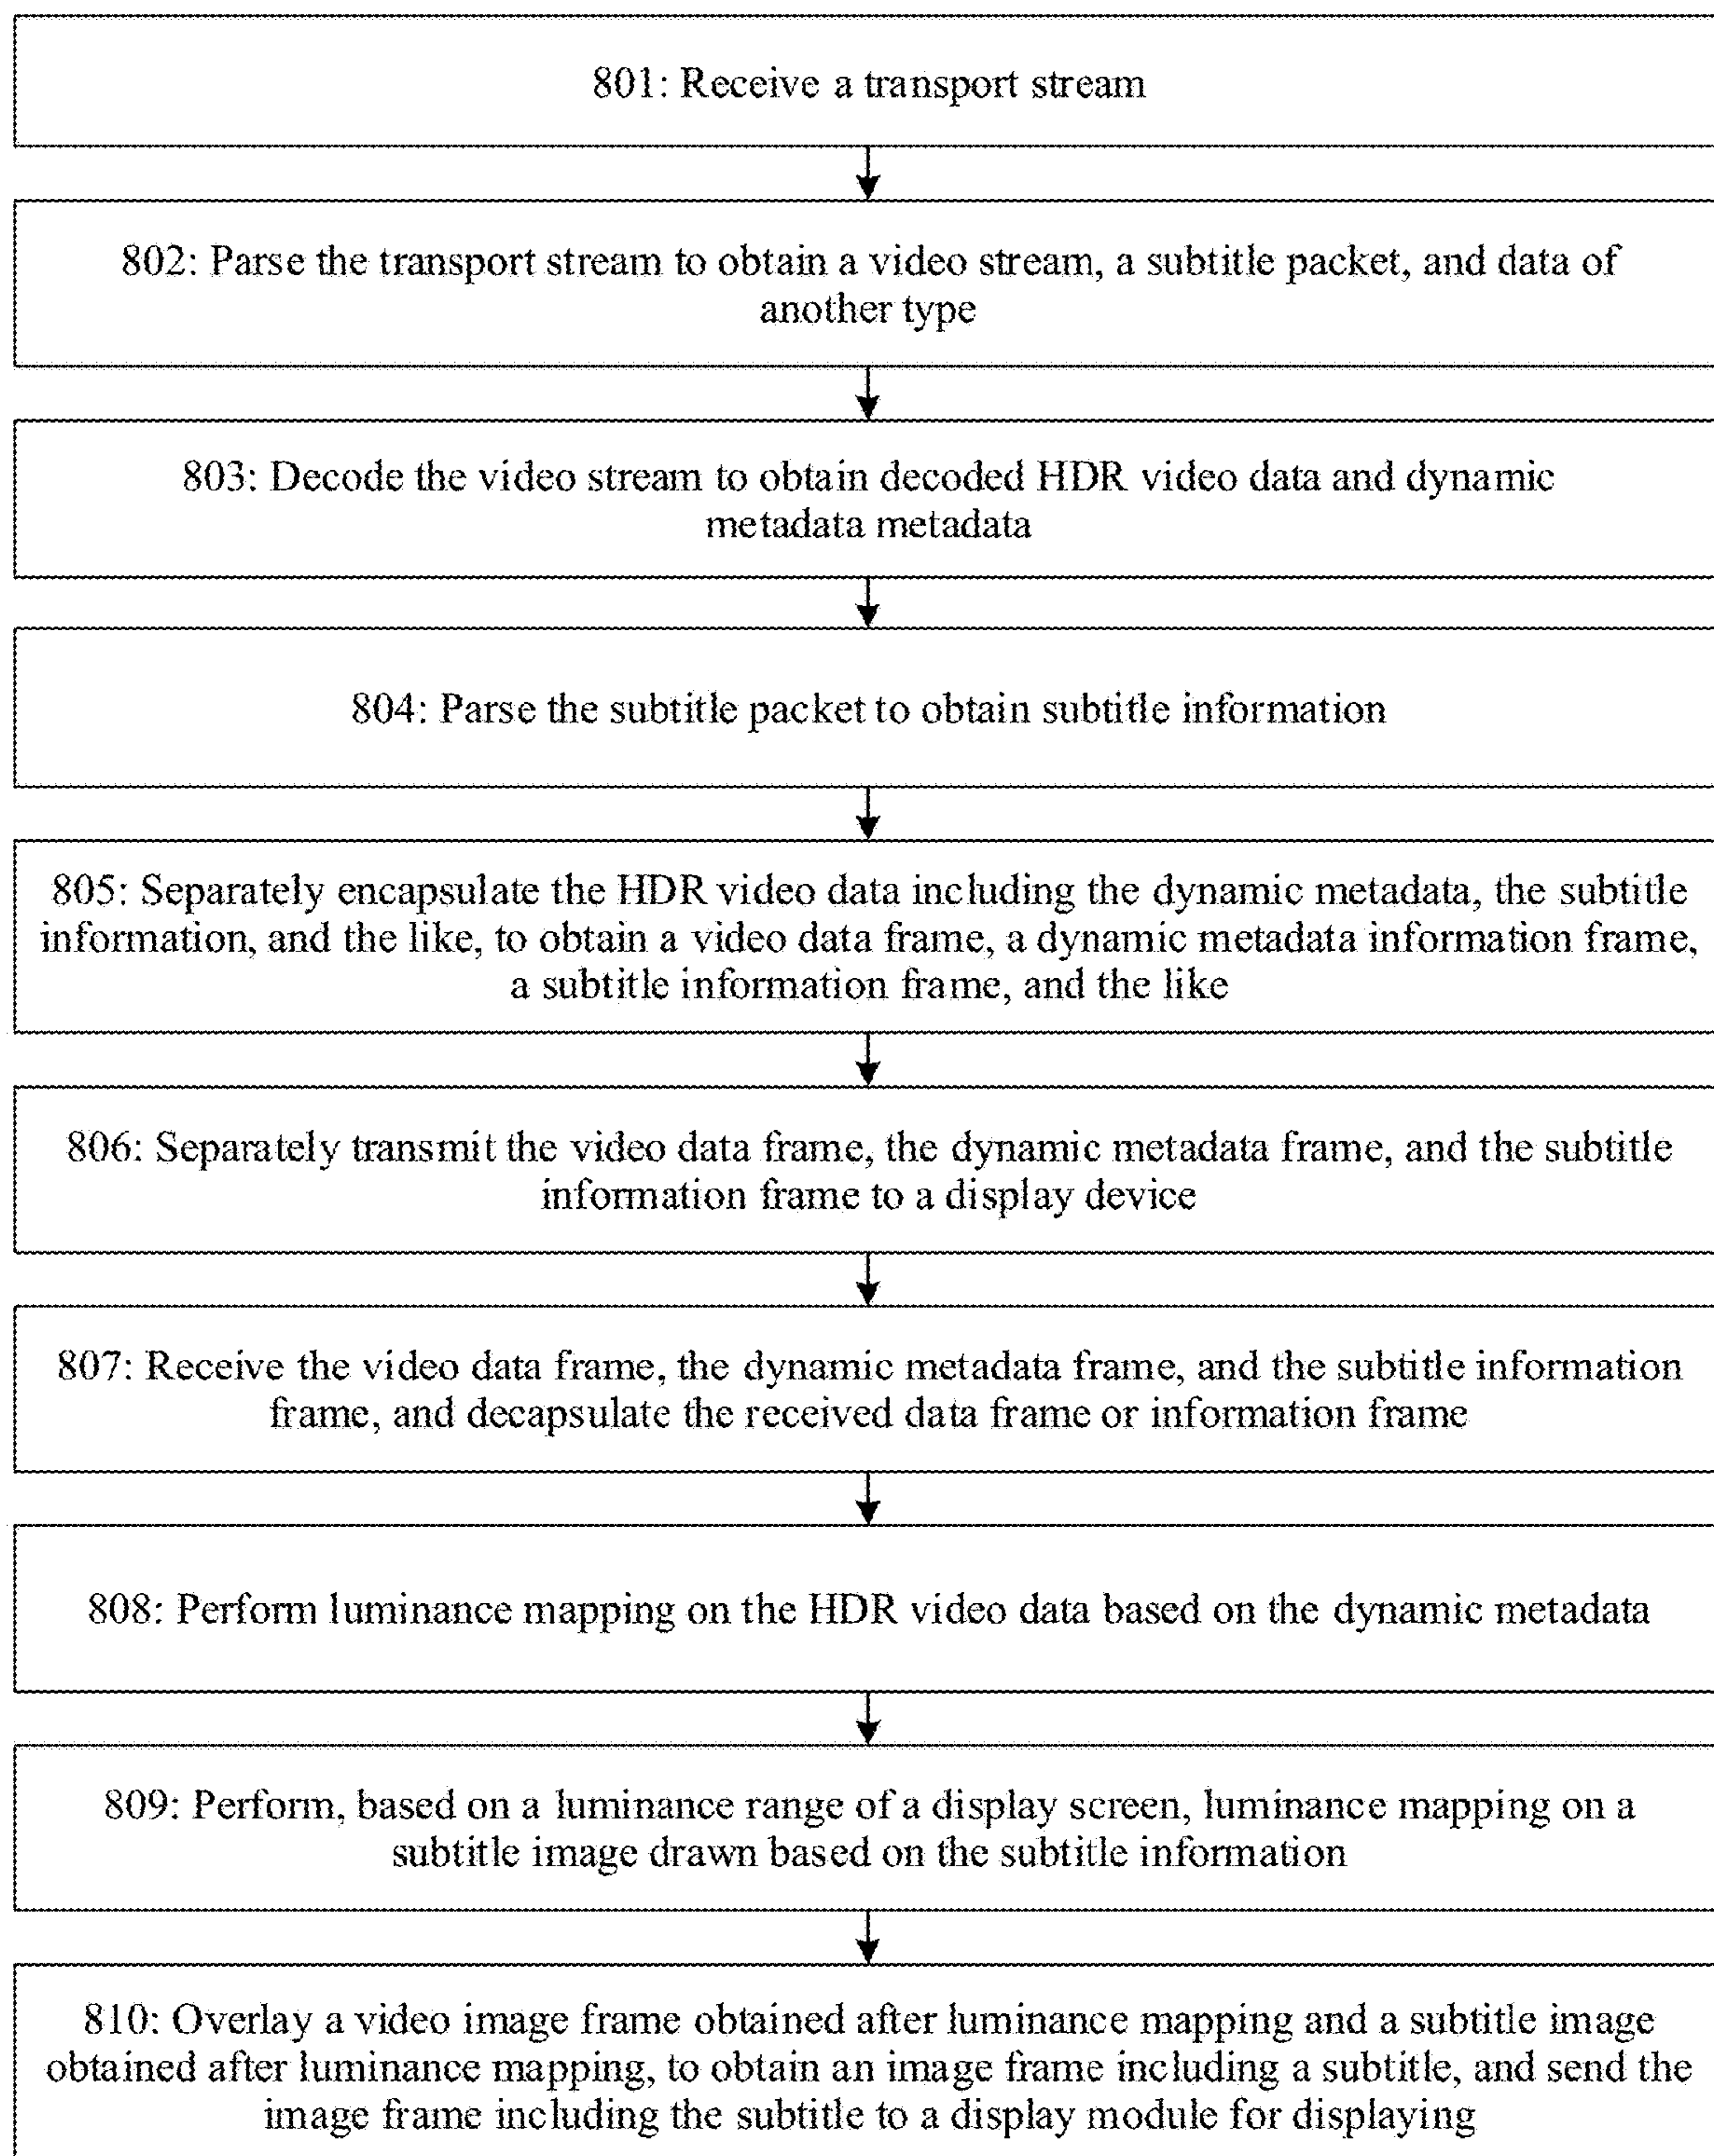 801: Receive a transport stream
802: Parse the transport stream to obtain a video stream, a subtitle packet, and data of
another type
803: Decode the video stream to obtain decoded HDR video data and dynamic
metadata metadata
804: Parse the subtitle packet to obtain subtitle information
805: Separately encapsulate the HDR video data including the dynamic metadata, the subtitle
information, and the like, to obtain a video data frame, a dynamic metadata information frame,
a subtitle information frame, and the like
806: Separately transmit the video data frame, the dynamic metadata frame, and the subtitle
information frame to a display device
807: Receive the video data frame, the dynamic metadata frame, and the subtitle information
frame, and decapsulate the received data frame or information frame
808: Perform luminance mapping on the HDR video data based on the dynamic metadata
809: Perform, based on a luminance range of a display screen, luminance mapping on a
subtitle image drawn based on the subtitle information
810: Overlay a video image frame obtained after luminance mapping and a subtitle image
obtained after luminance mapping, to obtain an image frame including a subtitle, and send the
image frame including the subtitle to a display module for displaying